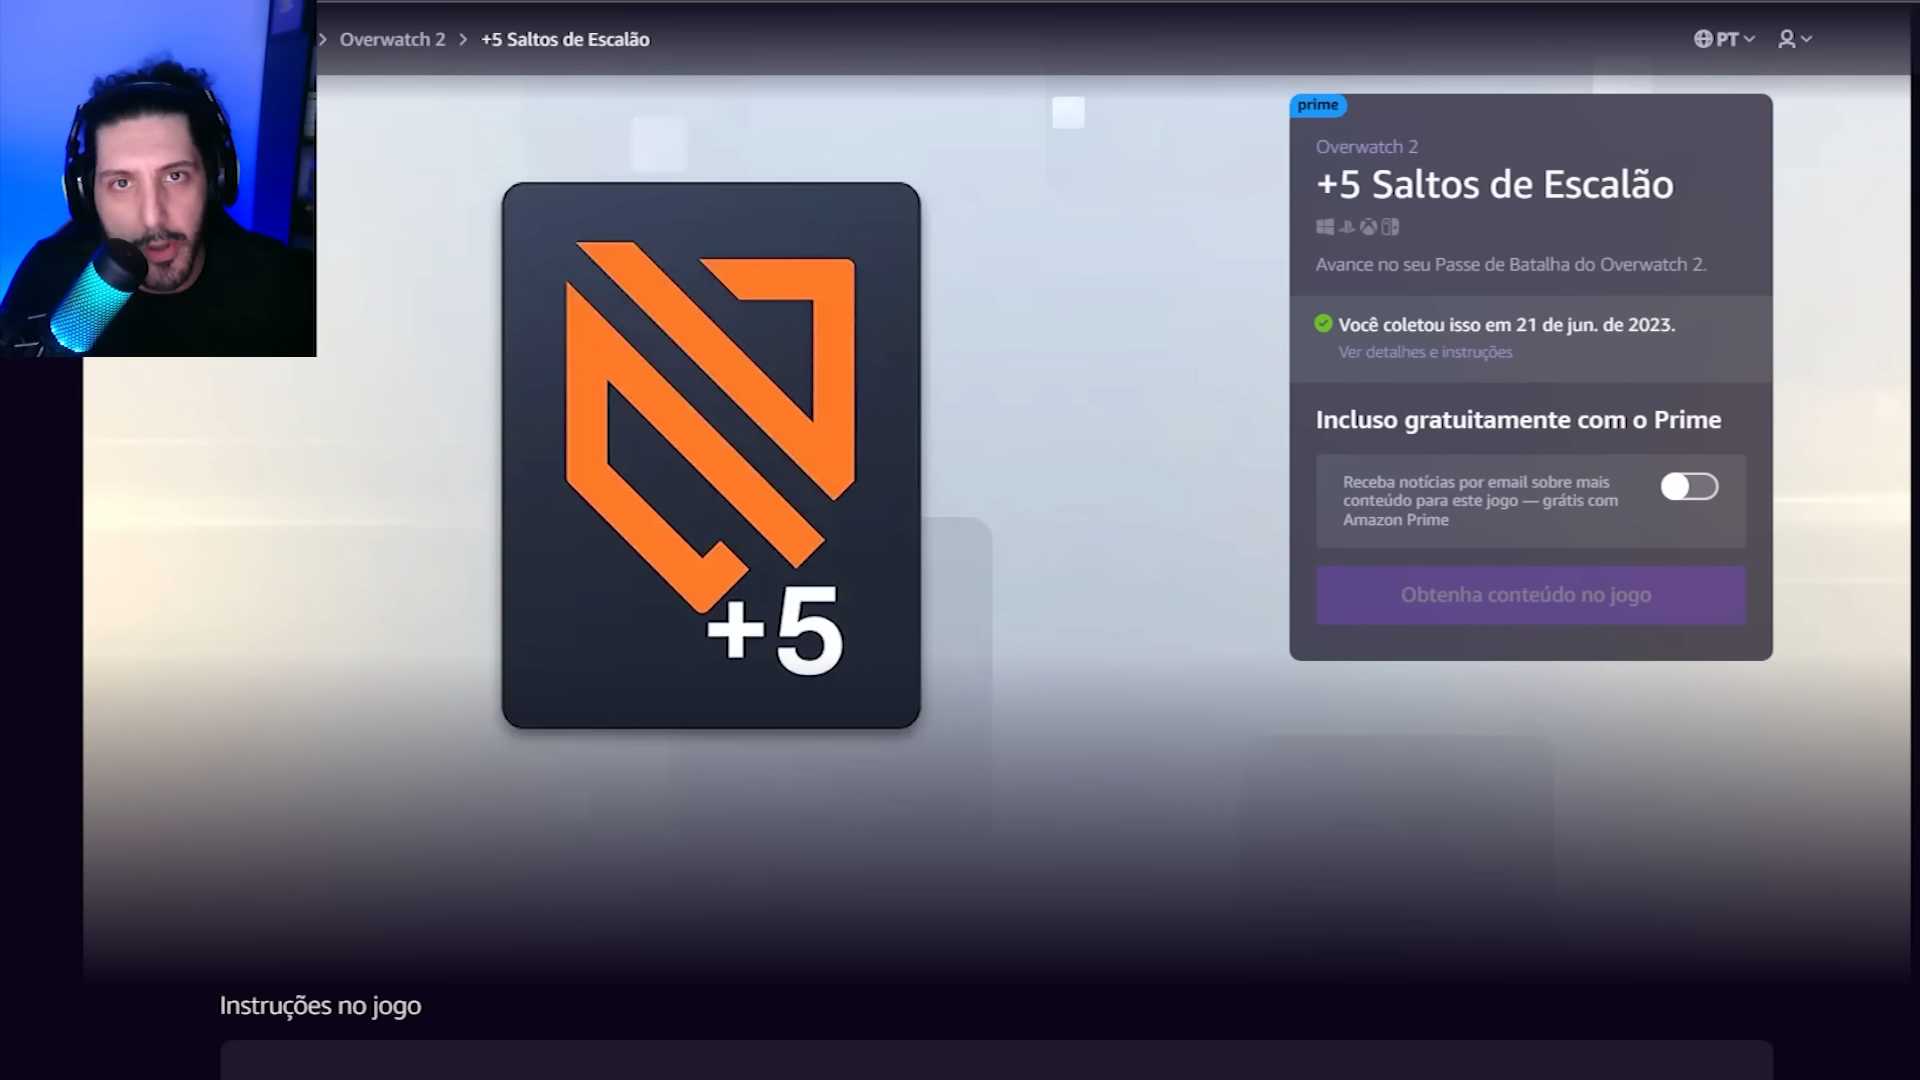 Overwatch 2 > +5 Saltos de Escalão
PT
prime
Overwatch 2
+5 Saltos de Escalão
Avance no seu Passe de Batalha do Overwatch 2.
Você coletou isso em 21 de jun. de 2023.
Ver detalhes e instruções
Incluso gratuitamente com o Prime
Receba notícias por email sobre mais
conteúdo para este jogo — grátis com
Amazon Prime
Obtenha conteúdo no jogo
+5
Instruções no jogo